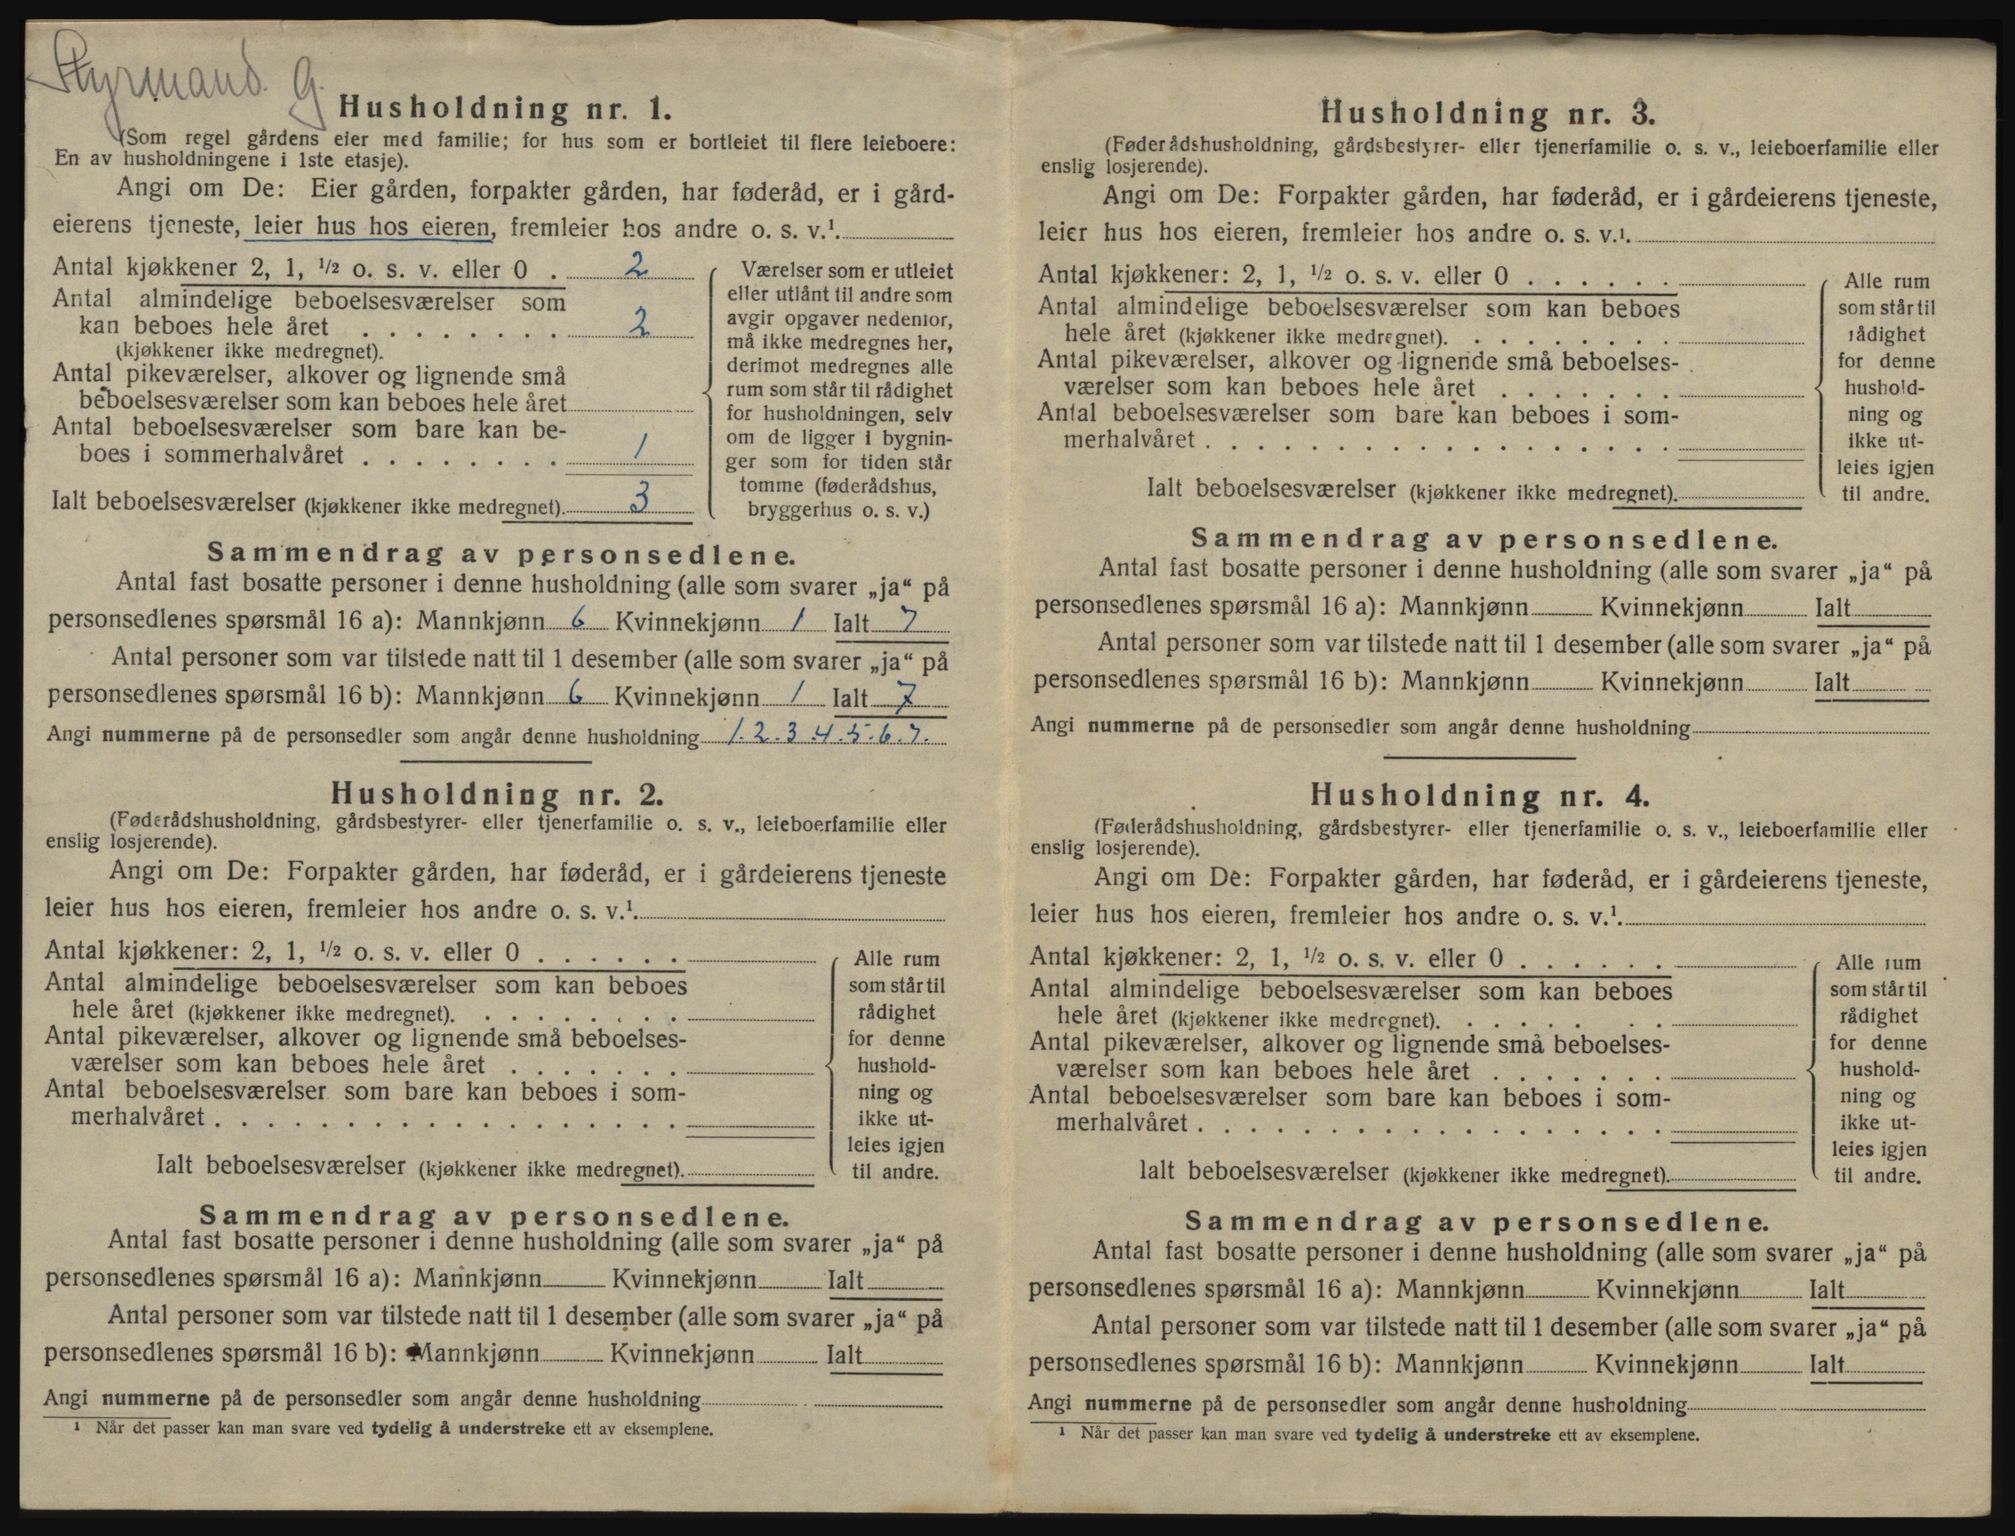 Styrmand. G.
Husholdning nr. 1.
(Som regel gårdens eier med familie; for hus som er bortleiet til flere leieboere:
En av husholdningene i 1ste etasje).
Angi om De: Eier gården, forpakter gården, har føderåd, er i gård-
eierens tjeneste, leier hus hos eieren, fremleier hos andre o. s. v.¹.
Antal kjøkkener 2, 1, ½ o. s. v. eller 0 . 2
Antal almindelige beboelsesværelser som
kan beboes hele året . . . . . . . . 2
(kjøkkener ikke medregnet).
Antal pikeværelser, alkover og lignende små
beboelsesværelser som kan beboes hele året
Antal beboelsesværelser som bare kan be-
boes i sommerhalvåret . . . . . . . . 1
Ialt beboelsesværelser (kjøkkener ikke medregnet). 3
Værelser som er utleiet
eller utlånt til andre som
avgir opgaver nedenfor,
må ikke medregnes her,
derimot medregnes alle
rum som står til rådighet
for husholdningen, selv
om de ligger i bygnin-
ger som for tiden står
tomme (føderådshus,
bryggerhus o. s. v.)
Sammendrag av personsedlene.
Antal fast bosatte personer i denne husholdning (alle som svarer „ja“ på
personsedlenes spørsmål 16 a): Mannkjønn 6 Kvinnekjønn 1 Ialt 7
Antal personer som var tilstede natt til 1 desember (alle som svarer „ja“ på
personsedlenes spørsmål 16 b): Mannkjønn 6 Kvinnekjønn 1 Ialt 7
Angi nummerne på de personsedler som angår denne husholdning 1.2.3.4.5.6.7.
Husholdning nr. 2.
(Føderådshusholdning, gårdsbestyrer- eller tjenerfamilie o. s. v., leieboerfamilie eller
enslig losjerende).
Angi om De: Forpakter gården, har føderåd, er i gårdeierens tjeneste
leier hus hos eieren, fremleier hos andre o. s. v.¹.
Antal kjøkkener: 2, 1, ½ o. s. v. eller 0 . . . . . .
Antal almindelige beboelsesværelser som kan beboes
hele året (kjøkkener ikke medregnet). . . . . . . . .
Antal pikeværelser, alkover og lignende små beboelses-
værelser som kan beboes hele året . . . . . . .
Antal beboelsesværelser som bare kan beboes i som-
merhalvåret . . . . . . . . . . . . . . . . . .
Ialt beboelsesværelser (kjøkkener ikke medregnet).
Alle rum
som står til
rådighet
for denne
hushold-
ning og
ikke ut-
leies igjen
til andre.
Sammendrag av personsedlene.
Antal fast bosatte personer i denne husholdning (alle som svarer „ja“ på
personsedlenes spørsmål 16 a): Mannkjønn Kvinnekjønn Ialt
Antal personer som var tilstede natt til 1 desember (alle som svarer „ja“ på
personsedlenes spørsmål 16 b): Mannkjønn Kvinnekjønn Ialt
Angi nummerne på de personsedler som angår denne husholdning
¹ Når det passer kan man svare ved tydelig å understreke ett av eksemplene.
Husholdning nr. 3.
(Føderådshusholdning, gårdsbestyrer- eller tjenerfamilie o. s. v., leieboerfamilie eller
enslig losjerende).
Angi om De: Forpakter gården, har føderåd, er i gårdeierens tjeneste,
leier hus hos eieren, fremleier hos andre o. s. v.¹.
Antal kjøkkener: 2, 1, ½ o. s. v. eller 0 . . . . . .
Antal almindelige beboelsesværelser som kan beboes
hele året (kjøkkener ikke medregnet). . . . . . . . .
Antal pikeværelser, alkover og lignende små beboelses-
værelser som kan beboes hele året . . . . . . .
Antal beboelsesværelser som bare kan beboes i som-
merhalvåret . . . . . . . . . . . . . . . . . .
Ialt beboelsesværelser (kjøkkener ikke medregnet).
Alle rum
som står til
rådighet
for denne
hushold-
ning og
ikke ut-
leies igjen
til andre.
Sammendrag av personsedlene.
Antal fast bosatte personer i denne husholdning (alle som svarer „ja“ på
personsedlenes spørsmål 16 a): Mannkjønn Kvinnekjønn Ialt
Antal personer som var tilstede natt til 1 desember (alle som svarer „ja“ på
personsedlenes spørsmål 16 b): Mannkjønn Kvinnekjønn Ialt
Angi nummerne på de personsedler som angår denne husholdning
Husholdning nr. 4.
(Føderådshusholdning, gårdsbestyrer- eller tjenerfamilie o. s. v., leieboerfamilie eller
enslig losjerende).
Angi om De: Forpakter gården, har føderåd, er i gårdeierens tjeneste,
leier hus hos eieren, fremleier hos andre o. s. v.¹.
Antal kjøkkener: 2, 1, ½ o. s. v. eller 0 . . . . . .
Antal almindelige beboelsesværelser som kan beboes
hele året (kjøkkener ikke medregnet). . . . . . . . .
Antal pikeværelser, alkover og lignende små beboelses-
værelser som kan beboes hele året . . . . . . .
Antal beboelsesværelser som bare kan beboes i som-
merhalvåret . . . . . . . . . . . . . . . . . .
Ialt beboelsesværelser (kjøkkener ikke medregnet).
Alle rum
som står til
rådighet
for denne
hushold-
ning og
ikke ut-
leies igjen
til andre.
Sammendrag av personsedlene.
Antal fast bosatte personer i denne husholdning (alle som svarer „ja“ på
personsedlenes spørsmål 16 a): Mannkjønn Kvinnekjønn Ialt
Antal personer som var tilstede natt til 1 desember (alle som svarer „ja“ på
personsedlenes spørsmål 16 b): Mannkjønn Kvinnekjønn Ialt
Angi nummerne på de personsedler som angår denne husholdning
¹ Når det passer kan man svare ved tydelig å understreke ett av eksemplene.